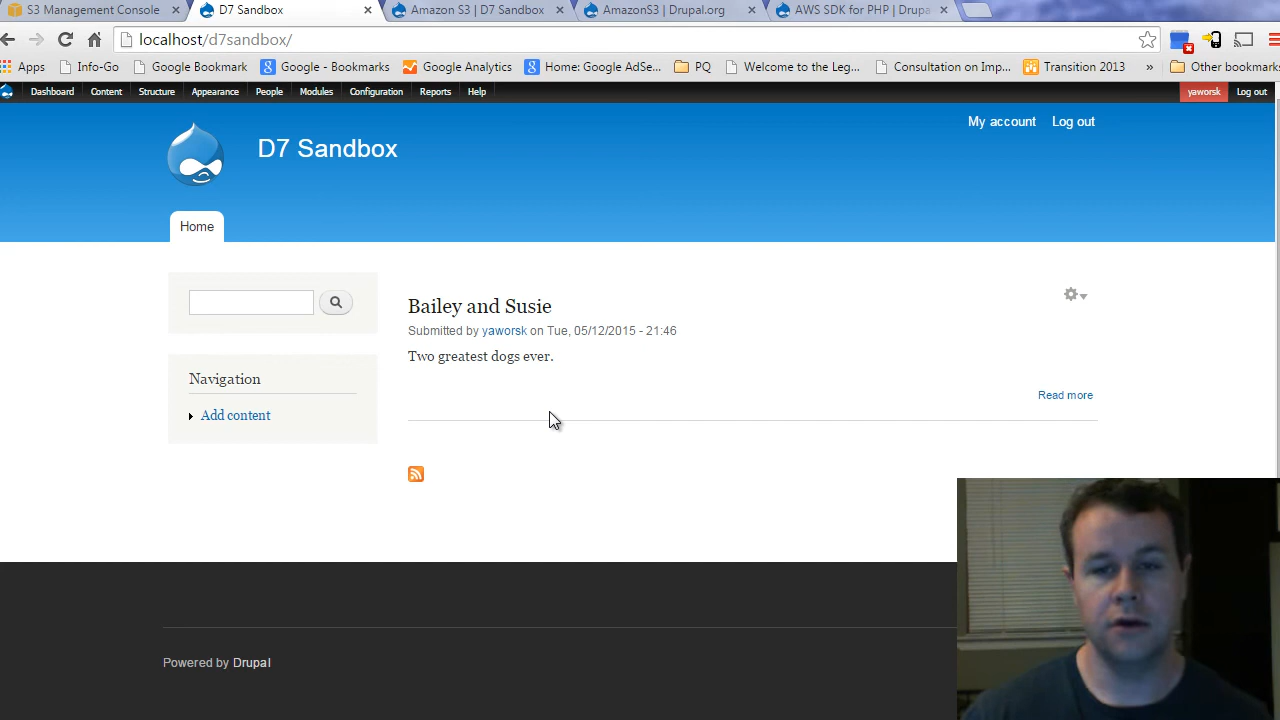 S3 Management Console
D7 Sandbox
Amazon S3 | D7 Sandbox
AmazonS3 | Drupal.org
AWS SDK for PHP | Drupa
localhost/d7sandbox/
Apps
Info-Go
Google Bookmark
Google - Bookmarks
Google Analytics
Home: Google AdSe...
PQ
Welcome to the Leg...
Consultation on Imp...
Transition 2013
»
Other bookmarks
Dashboard
Content
Structure
Appearance
People
Modules
Configuration
Reports
Help
yaworsk
Log out
My account
Log out
D7 Sandbox
Home
Bailey and Susie
Submitted by yaworsk on Tue, 05/12/2015 - 21:46
Two greatest dogs ever.
Read more
Navigation
Add content
Powered by Drupal